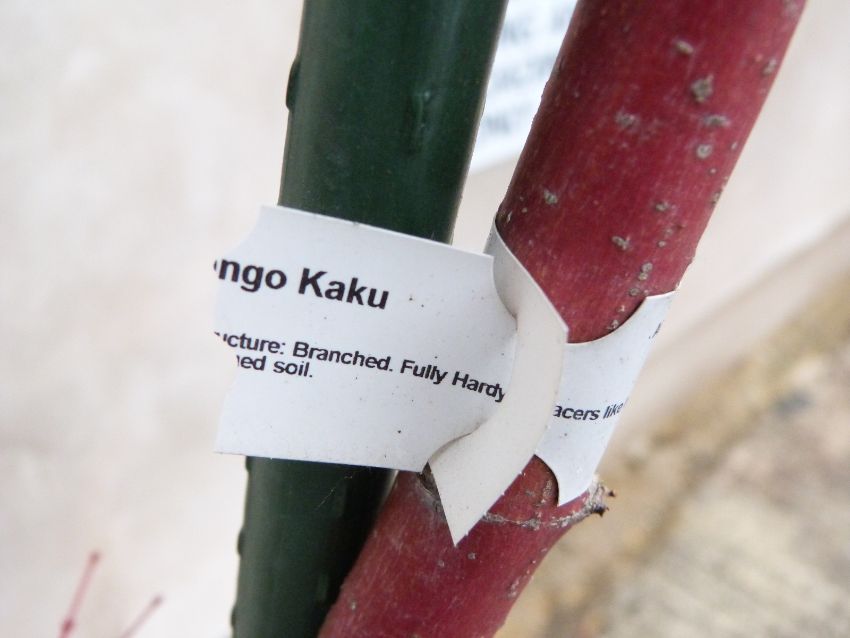 ngo Kaku
ucture: Branched. Fully Hardy
ned soil.
acers like